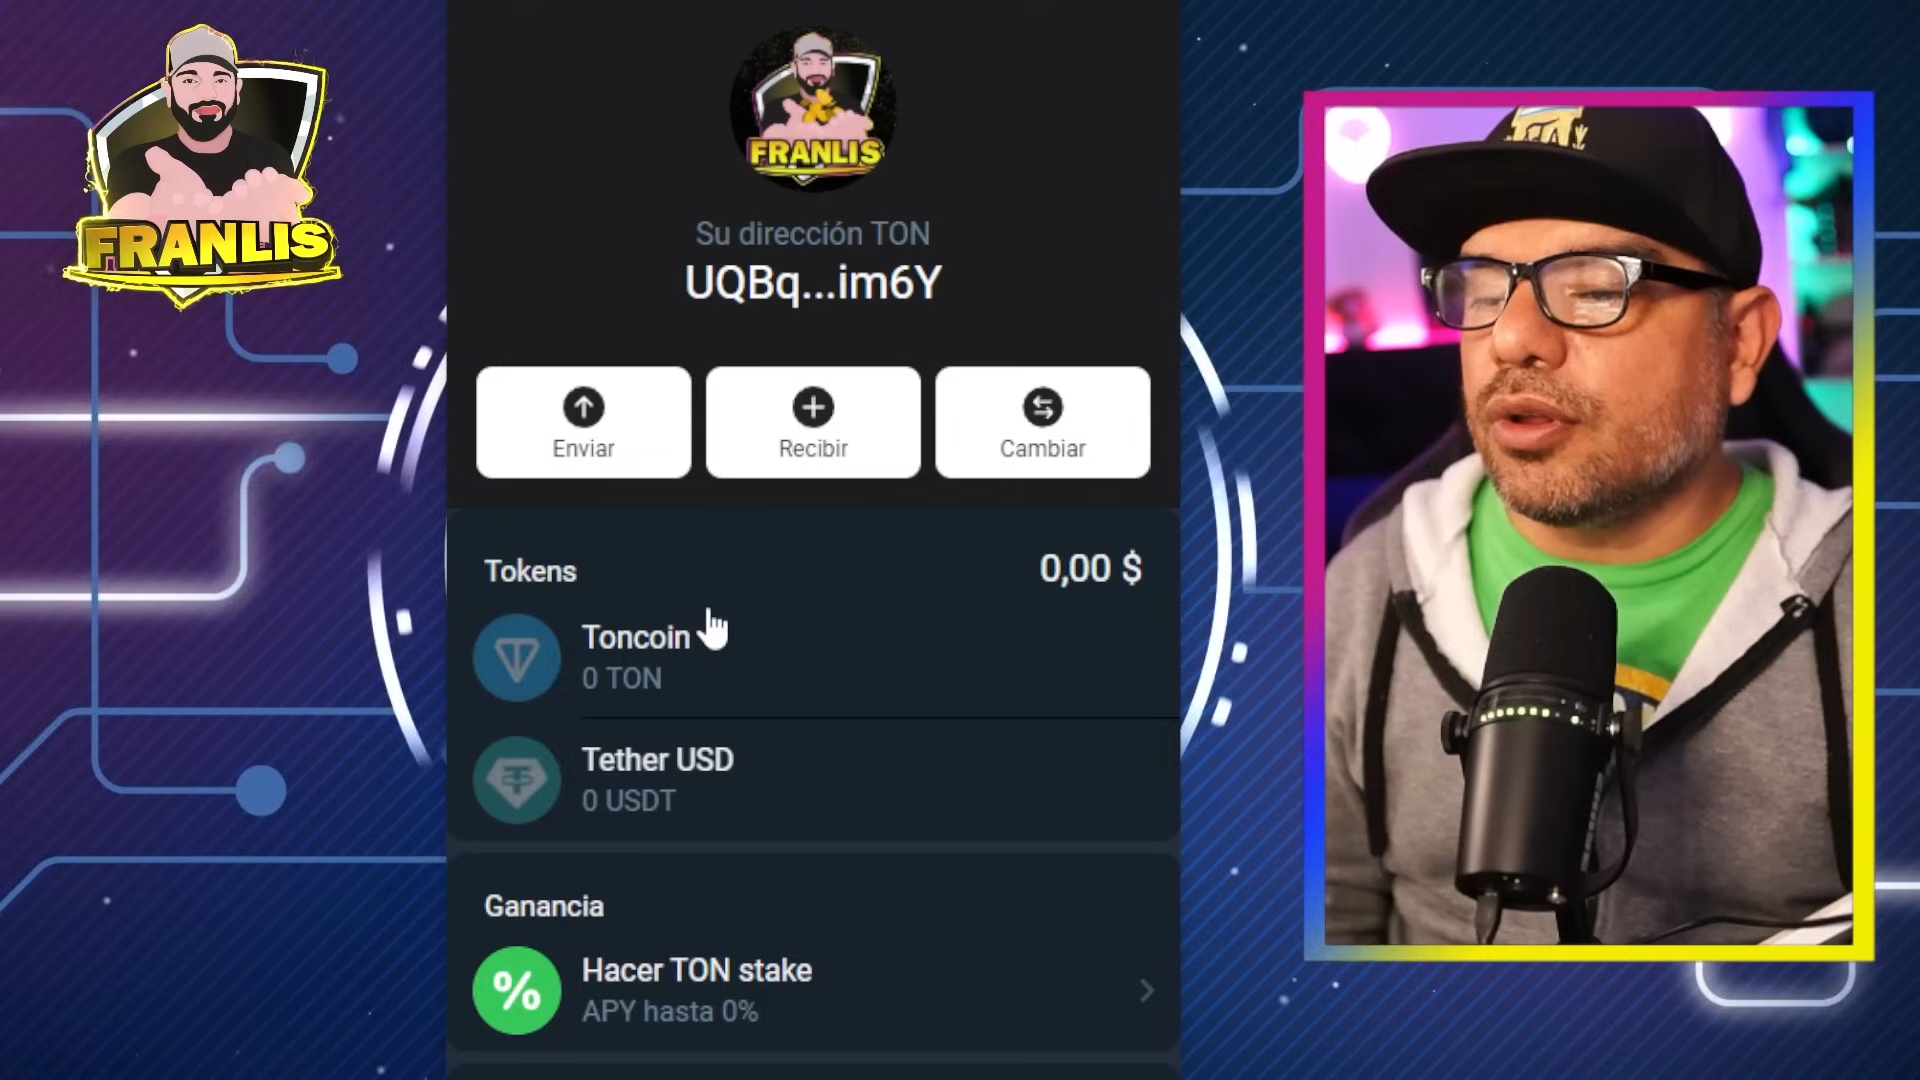 FRANLIS
FRANLIS
Su dirección TON
UQBq...im6Y
Enviar
Recibir
Cambiar
Tokens
0,00 $
Toncoin
0 TON
Tether USD
0 USDT
Ganancia
%
Hacer TON stake
APY hasta 0%